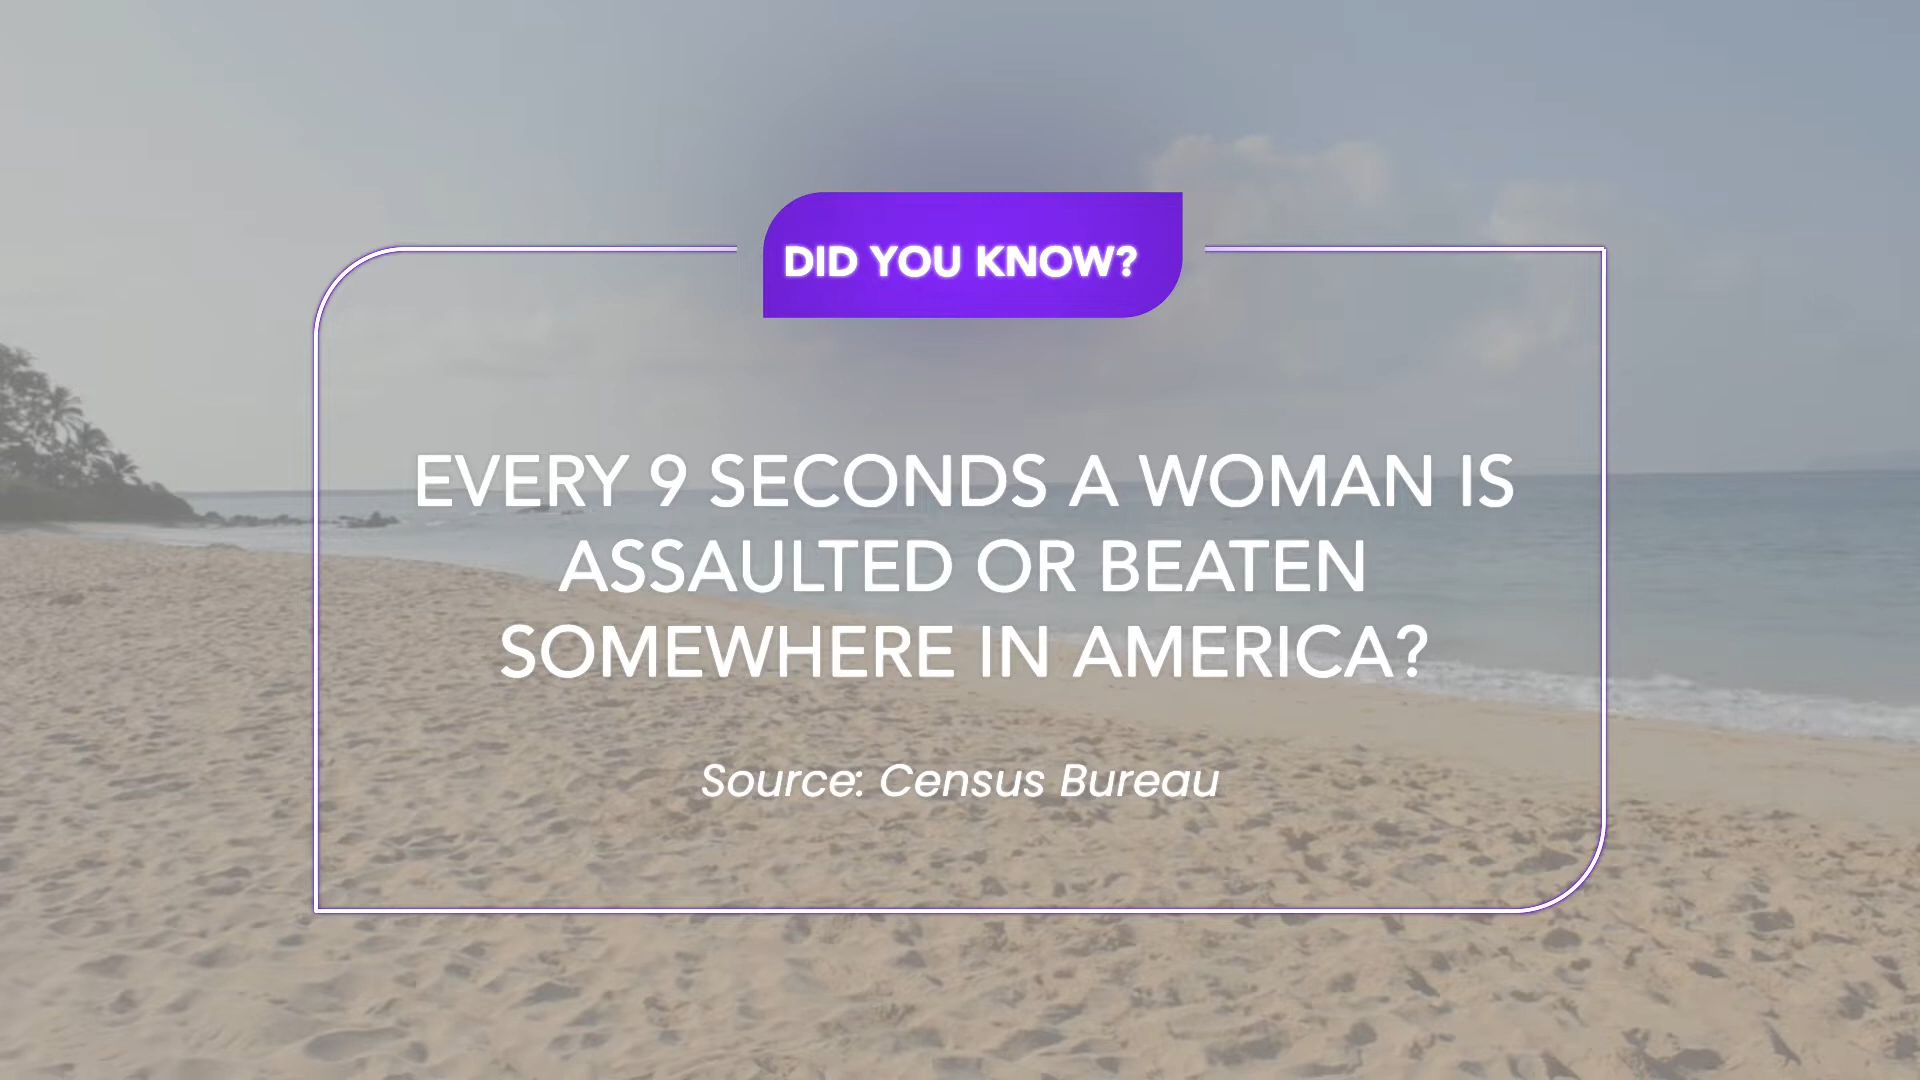 DID YOU KNOW?
EVERY 9 SECONDS A WOMAN IS
ASSAULTED OR BEATEN
SOMEWHERE IN AMERICA?
Source: Census Bureau